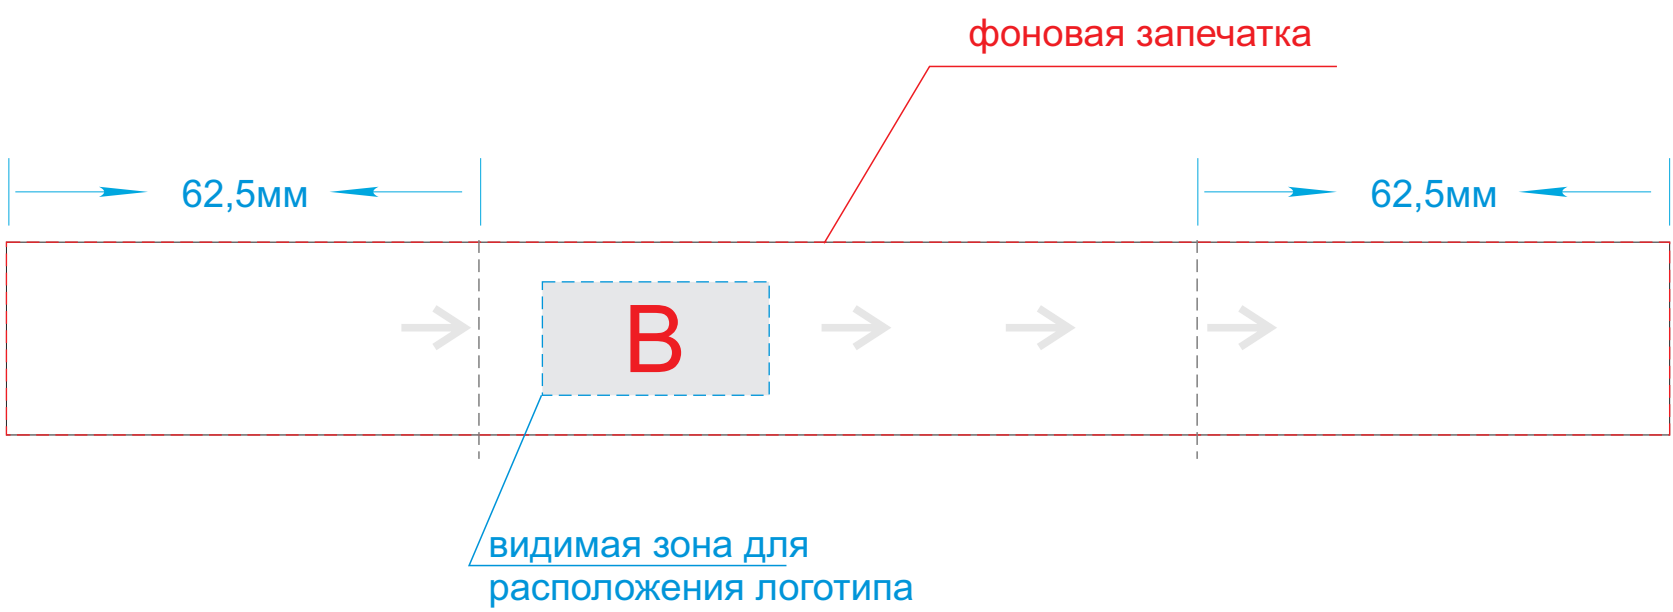 фоновая запечатка
62,5мм
62,5мм
В
видимая зона для
расположения логотипа